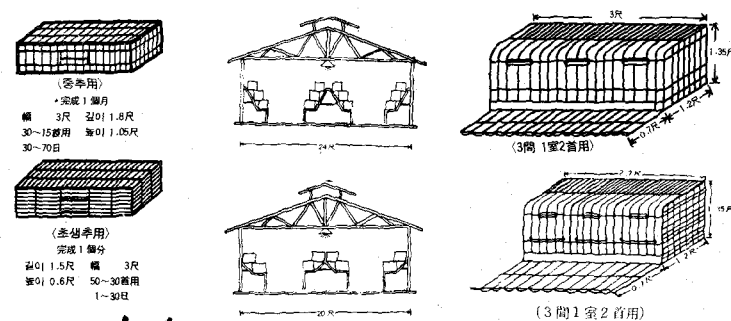 〈중추用〉
*完成1個月
幅 3尺 길이 1.8尺
30~15首用 높이 1.05尺
30~70日
〈초생추用〉
完成1個分
길이 1.5尺 幅 3尺
높이 0.6尺 50~30首用
1~30日
24尺
20尺
3尺
1.35尺
1.2尺
0.7尺
〈3間 1室2首用〉
1.2尺
0.7尺
(3間1室2首用)